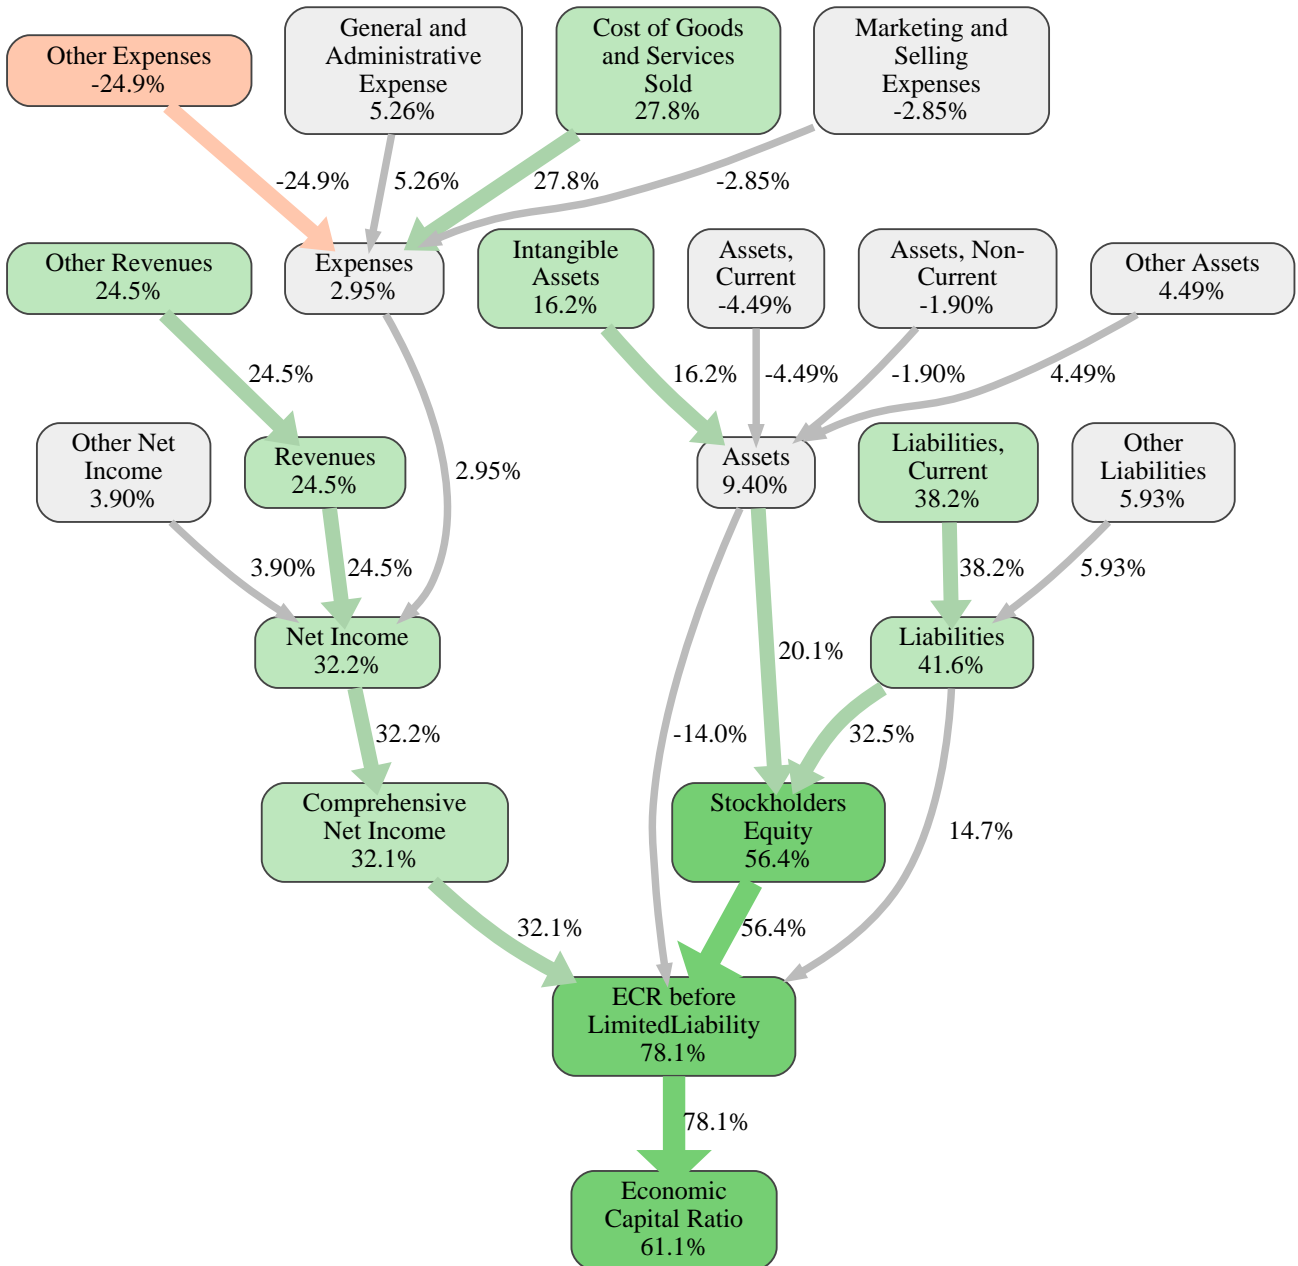 Other Expenses
-24.9%
General and
Administrative
Expense
5.26%
Cost of Goods
and Services
Sold
27.8%
Marketing and
Selling
Expenses
-2.85%
-24.9%
5.26%
27.8%
-2.85%
Other Revenues
24.5%
Expenses
2.95%
Intangible
Assets
16.2%
Assets,
Current
-4.49%
Assets, Non-
Current
-1.90%
Other Assets
4.49%
24.5%
16.2%
-4.49%
-1.90%
4.49%
Other Net
Income
3.90%
Revenues
24.5%
2.95%
Assets
9.40%
Liabilities,
Current
38.2%
Other
Liabilities
5.93%
3.90%
24.5%
38.2%
5.93%
Net Income
32.2%
20.1%
Liabilities
41.6%
32.2%
-14.0%
32.5%
Comprehensive
Net Income
32.1%
Stockholders
Equity
56.4%
14.7%
32.1%
56.4%
ECR before
LimitedLiability
78.1%
78.1%
Economic
Capital Ratio
61.1%